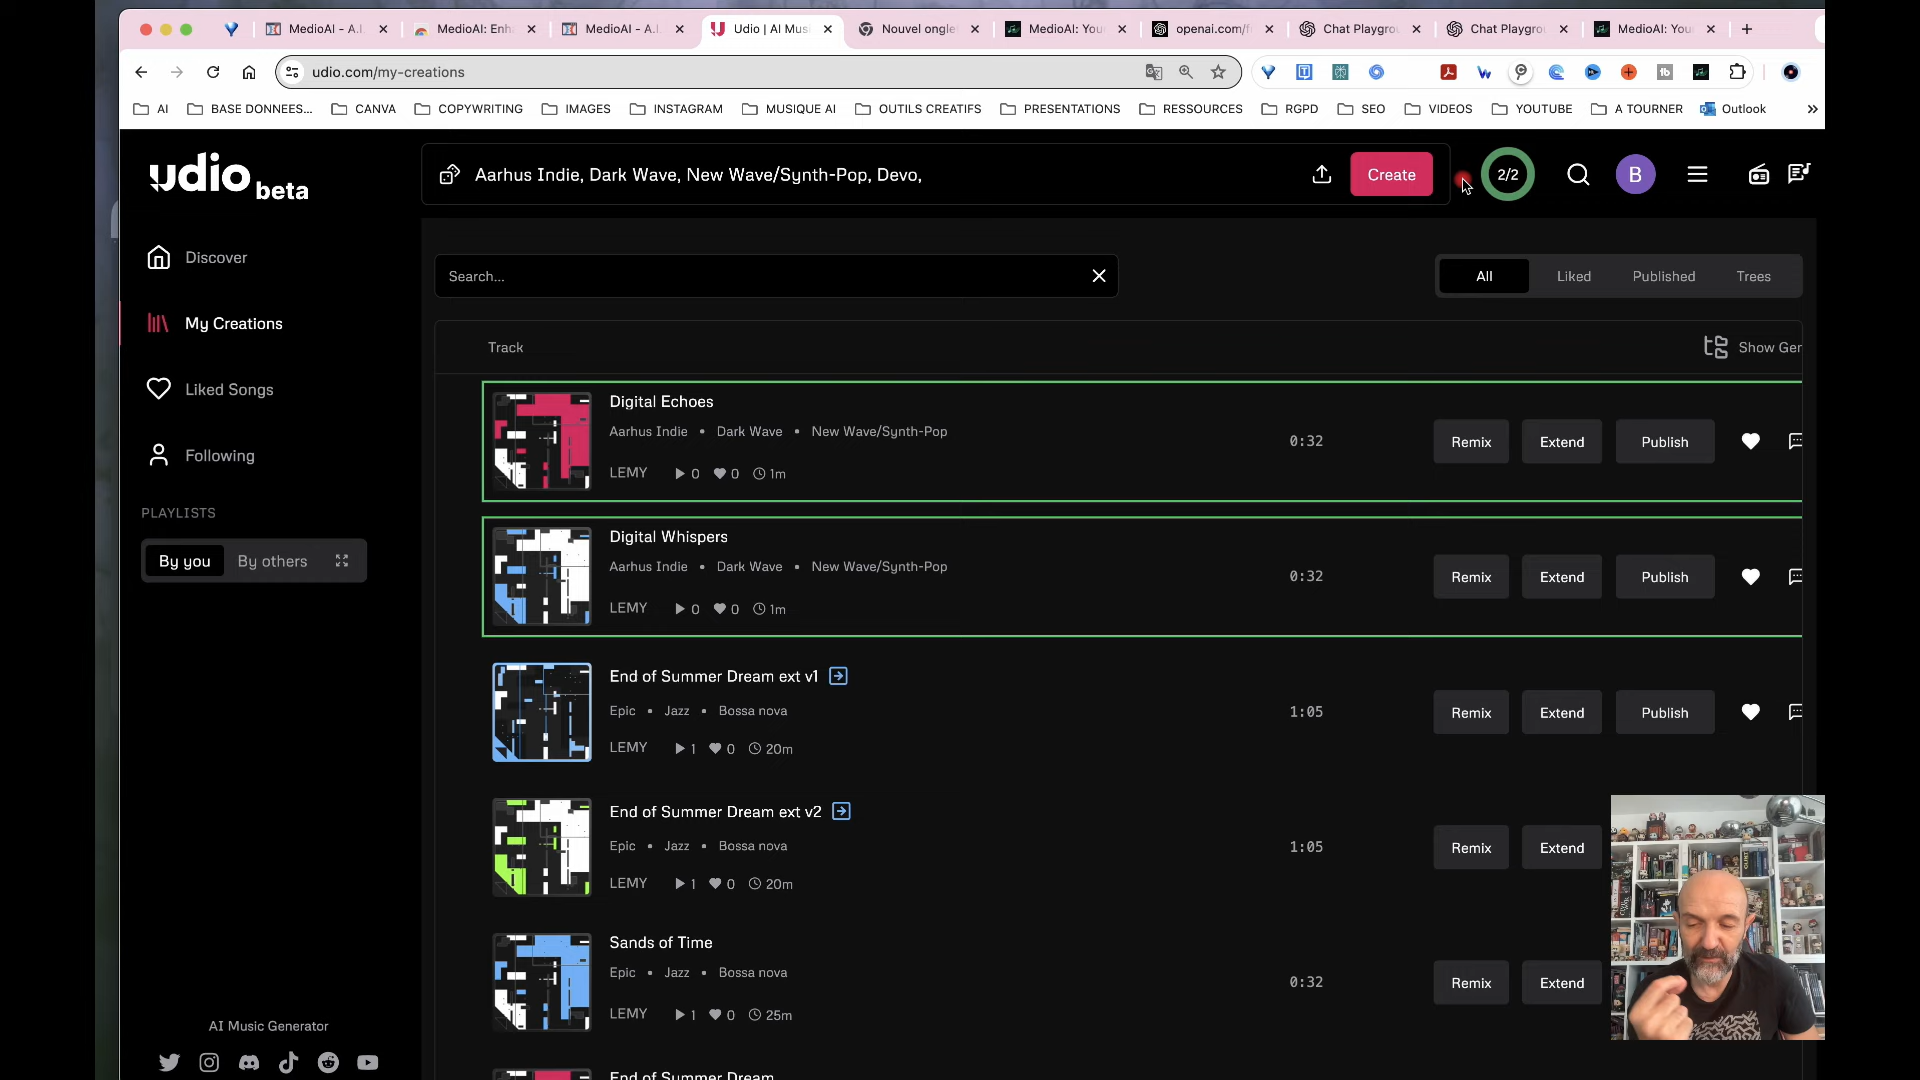 MedioAI - A.I.
MedioAI: Enh
MedioAI - A.I.
Udio | AI Mus
Nouvel ongle
MedioAI: You
openai.com/f
Chat Playgrou
Chat Playgrou
MedioAI: You
udio.com/my-creations
AI
BASE DONNEES...
CANVA
COPYWRITING
IMAGES
INSTAGRAM
MUSIQUE AI
OUTILS CREATIFS
PRESENTATIONS
RESSOURCES
RGPD
SEO
VIDEOS
YOUTUBE
A TOURNER
Outlook
udio beta
Aarhus Indie, Dark Wave, New Wave/Synth-Pop, Devo,
Create
2/2
B
Discover
My Creations
Liked Songs
Following
PLAYLISTS
By you
By others
Search...
All
Liked
Published
Trees
Track
Show Ger
Digital Echoes
Aarhus Indie • Dark Wave • New Wave/Synth-Pop
LEMY 0 0 1m
0:32
Remix
Extend
Publish
Digital Whispers
Aarhus Indie • Dark Wave • New Wave/Synth-Pop
LEMY 0 0 1m
0:32
Remix
Extend
Publish
End of Summer Dream ext v1
Epic • Jazz • Bossa nova
LEMY 1 0 20m
1:05
Remix
Extend
Publish
End of Summer Dream ext v2
Epic • Jazz • Bossa nova
LEMY 1 0 20m
1:05
Remix
Extend
Sands of Time
Epic • Jazz • Bossa nova
LEMY 1 0 25m
0:32
Remix
Extend
End of Summer Dream
AI Music Generator